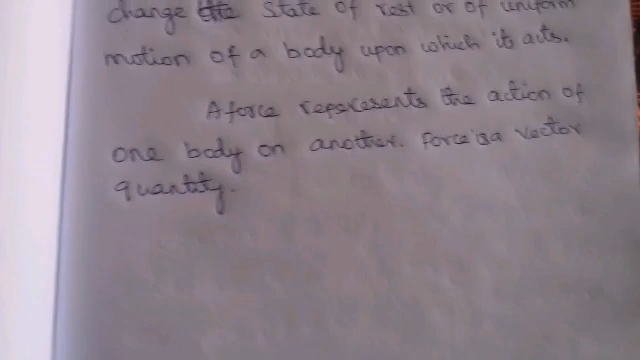 change the state of rest or of uniform
motion of a body upon which it acts.
A force represents the action of
one body on another. Force is a vector
quantity.